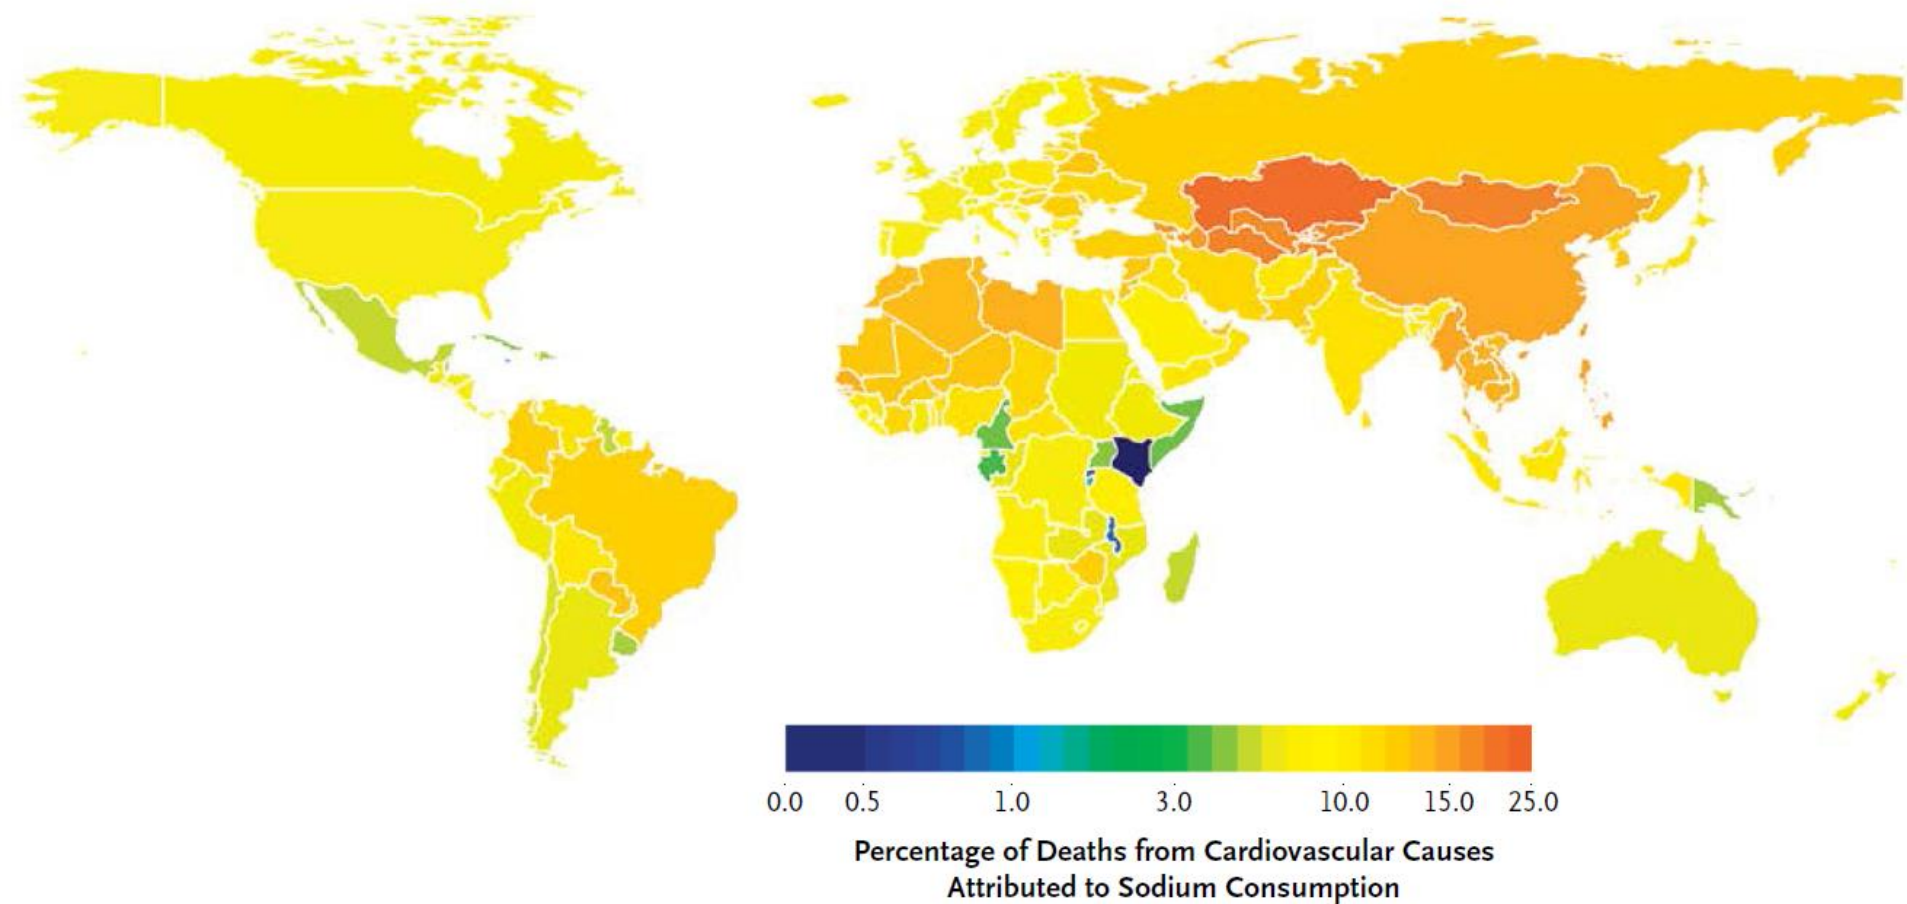 0.0 0.5 1.0 3.0 10.0 15.0 25.0
Percentage of Deaths from Cardiovascular Causes
Attributed to Sodium Consumption